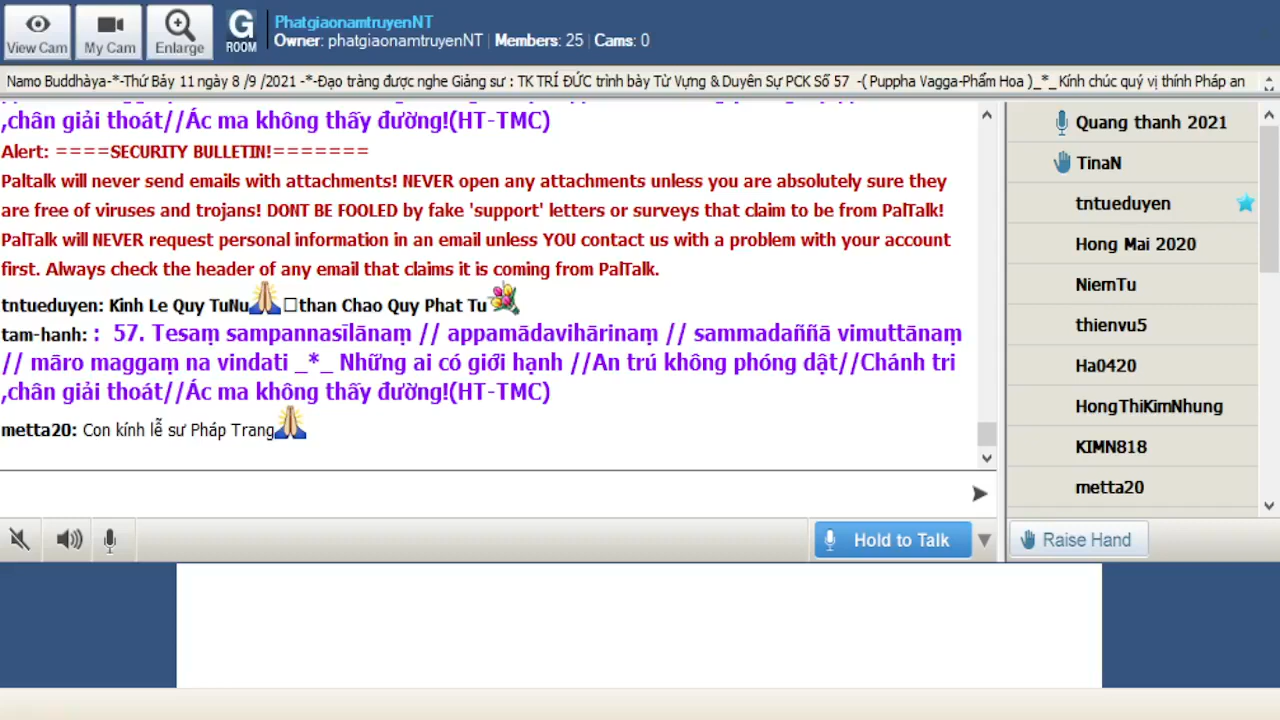 View Cam
My Cam
Enlarge
G
ROOM
PhatgiaonamtruyenNT
Owner: phatgiaonamtruyenNT | Members: 25 | Cams: 0
Namo Buddhàya-*-Thứ Bảy 11 ngày 8 /9 /2021 -*-Đạo tràng được nghe Giảng sư : TK TRÍ ĐỨC trình bày Từ Vựng & Duyên Sự PCK Số 57 -( Puppha Vagga-Phẩm Hoa )_*_Kính chúc quý vị thính Pháp an
,chân giải thoát//Ác ma không thấy đường!(HT-TMC)
Alert: ====SECURITY BULLETIN!=======
Paltalk will never send emails with attachments! NEVER open any attachments unless you are absolutely sure they
are free of viruses and trojans! DONT BE FOOLED by fake 'support' letters or surveys that claim to be from PalTalk!
PalTalk will NEVER request personal information in an email unless YOU contact us with a problem with your account
first. Always check the header of any email that claims it is coming from PalTalk.
tntueduyen: Kỉnh Le Quy TuNu🙏□than Chao Quy Phat Tu💐
tam-hanh: : 57. Tesaṃ sampannasīlānaṃ // appamādavihārinaṃ // sammadaññā vimuttānaṃ
// māro maggaṃ na vindati _*_ Những ai có giới hạnh //An trú không phóng dật//Chánh tri
,chân giải thoát//Ác ma không thấy đường!(HT-TMC)
metta20: Con kính lễ sư Pháp Trang🙏
Hold to Talk
Quang thanh 2021
TinaN
tntueduyen
Hong Mai 2020
NiemTu
thienvu5
Ha0420
HongThiKimNhung
KIMN818
metta20
Raise Hand